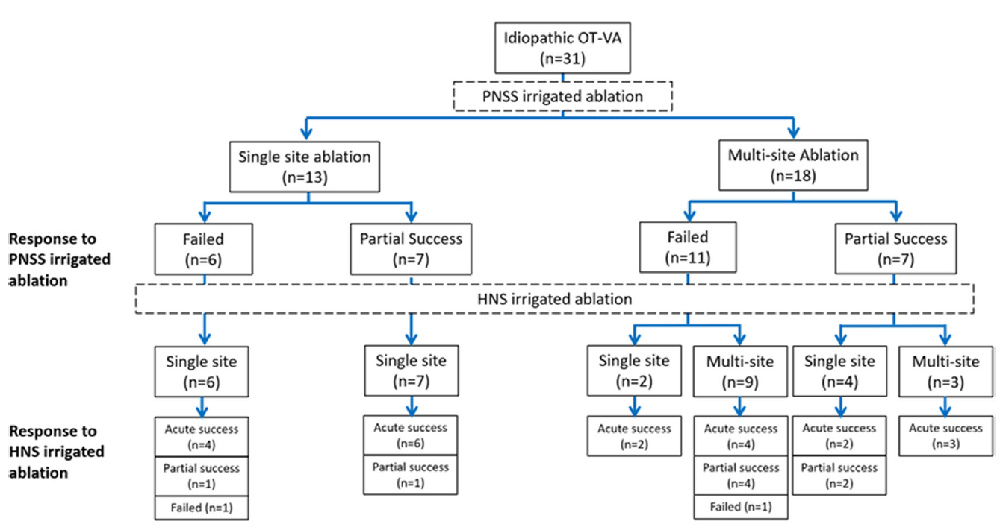 Idiopathic OT-VA
(n=31)
PNSS irrigated ablation
Single site ablation
(n=13)
Multi-site Ablation
(n=18)
Response to
PNSS irrigated
ablation
Failed
(n=6)
Partial Success
(n=7)
Failed
(n=11)
Partial Success
(n=7)
HNS irrigated ablation
Single site
(n=6)
Single site
(n=7)
Single site
(n=2)
Multi-site
(n=9)
Single site
(n=4)
Multi-site
(n=3)
Response to
HNS irrigated
ablation
Acute success
(n=4)
Partial success
(n=1)
Failed (n=1)
Acute success
(n=6)
Partial success
(n=1)
Acute success
(n=2)
Acute success
(n=4)
Partial success
(n=4)
Failed (n=1)
Acute success
(n=2)
Partial success
(n=2)
Acute success
(n=3)